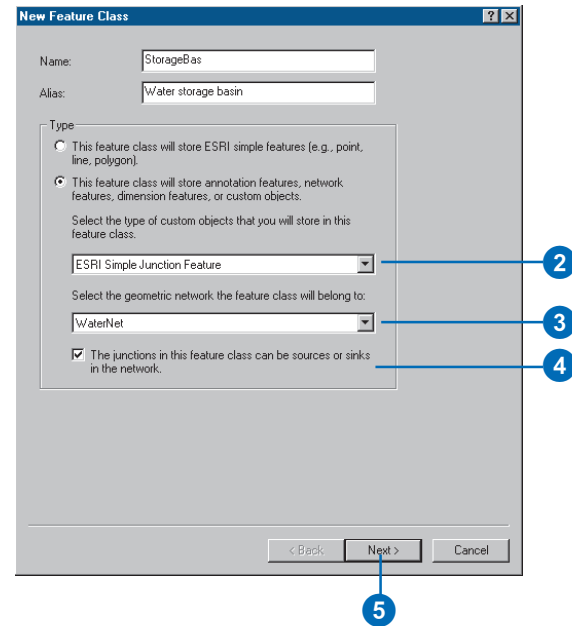 New Feature Class
Name:
StorageBas
Alias:
Water storage basin
Type
This feature class will store ESRI simple features (e.g., point,
line, polygon).
This feature class will store annotation features, network
features, dimension features, or custom objects.
Select the type of custom objects that you will store in this
feature class.
ESRI Simple Junction Feature
2
Select the geometric network the feature class will belong to:
WaterNet
3
The junctions in this feature class can be sources or sinks
in the network.
4
< Back
Next >
Cancel
5